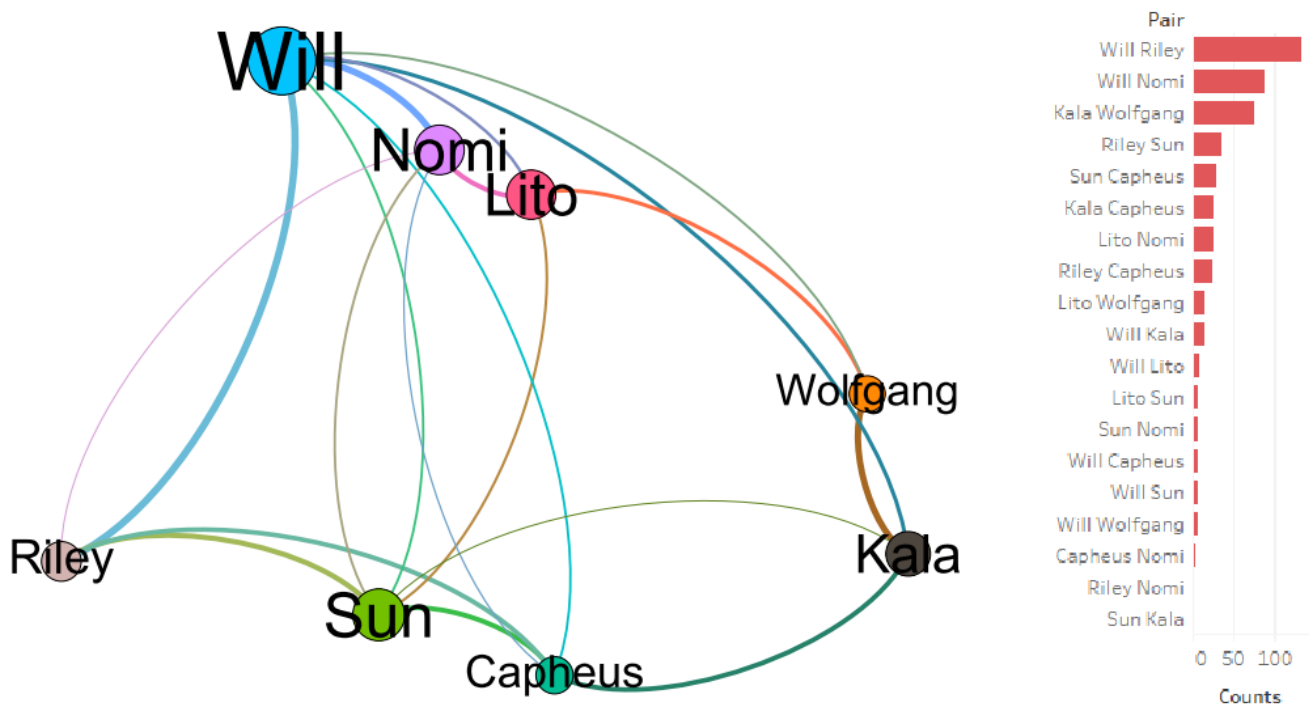 Will
Nomi
Lito
Wolfgang
Riley
Kala
Sun
Capheus
Pair
Will Riley
Will Nomi
Kala Wolfgang
Riley Sun
Sun Capheus
Kala Capheus
Lito Nomi
Riley Capheus
Lito Wolfgang
Will Kala
Will Lito
Lito Sun
Sun Nomi
Will Capheus
Will Sun
Will Wolfgang
Capheus Nomi
Riley Nomi
Sun Kala
0 50 100
Counts